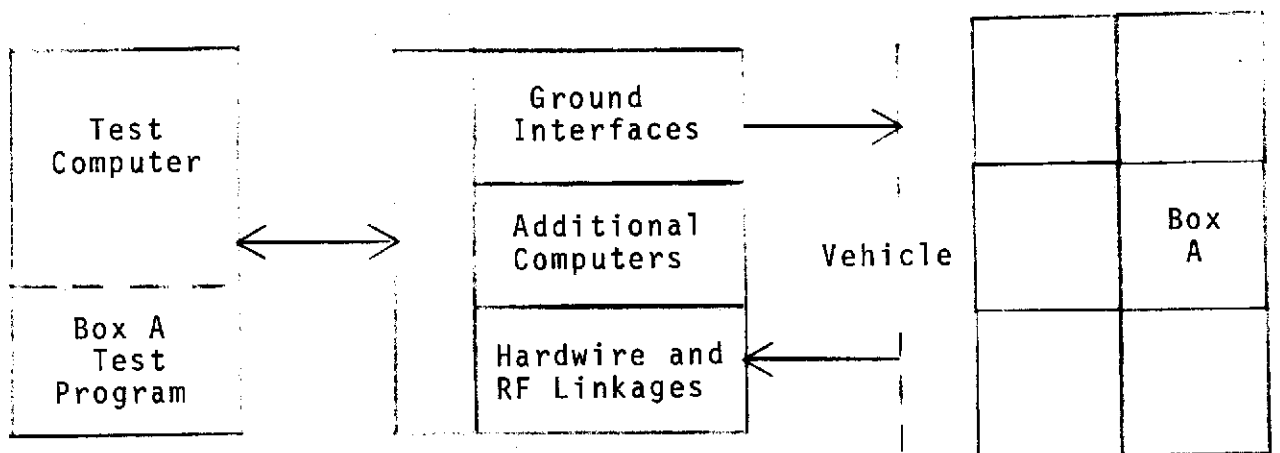 Test
Computer
Box A
Test
Program
Ground
Interfaces
Additional
Computers
Hardwire and
RF Linkages
Vehicle
Box
A